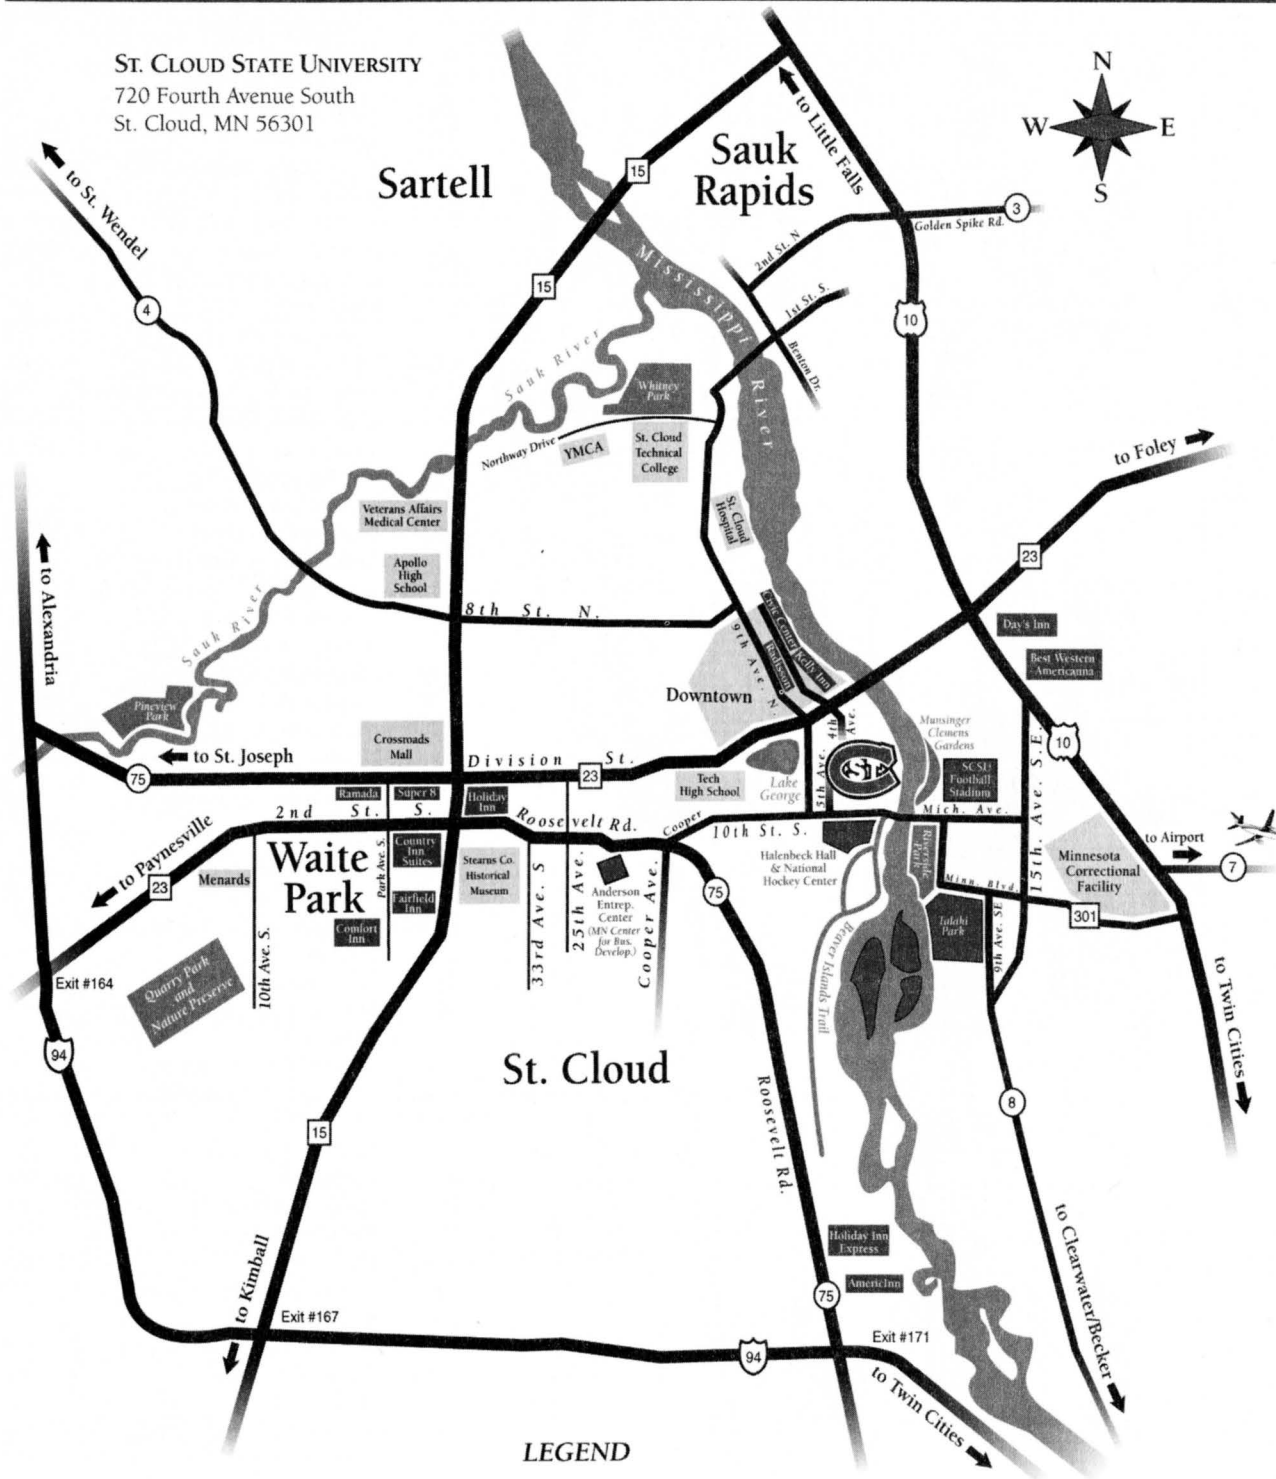 ST. CLOUD STATE UNIVERSITY
720 Fourth Avenue South
St. Cloud, MN 56301
N
W
E
S
to St. Wendel
Sartell
15
Sauk
Rapids
to Little Falls
3
Golden Spike Rd.
2nd St. N
Mississippi
River
15
4
10
1st St. S.
Benton Dr.
Sauk River
Whitney
Park
Northway Drive
YMCA
St. Cloud
Technical
College
to Foley
St. Cloud
Hospital
Veterans Affairs
Medical Center
23
to Alexandria
Apollo
High
School
8th St. N.
Sauk River
Civic Center
Kelly Inn
Radisson
9th Ave. N.
Day's Inn
Best Western
Americanna
Pineview
Park
Downtown
4th
Ave.
Munsinger
Clemens
Gardens
Crossroads
Mall
to St. Joseph
Division St.
75
23
Tech
High School
Lake
George
5th Ave.
C
SCSU
Football
Stadium
15th. Ave. S.E.
10
Ramada
Super 8
Holiday
Inn
Mich. Ave.
2nd St. S.
Roosevelt Rd.
Cooper
10th St. S.
to Paynesville
23
Menards
Waite
Park
Park Ave. S.
Country
Inn
Suites
Fairfield
Inn
Comfort
Inn
Stearns Co.
Historical
Museum
33rd Ave. S
25th Ave.
Anderson
Entrep.
Center
(MN Center
for Bus.
Develop.)
Cooper Ave.
75
Halenbeck Hall
& National
Hockey Center
Riverside
Park
Minn. Blvd.
Minnesota
Correctional
Facility
to Airport
7
301
Talahi
Park
9th Ave. SE
Beaver Islands Trail
Exit #164
Quarry Park
and
Nature Preserve
10th Ave. S.
to Twin Cities
94
St. Cloud
Roosevelt Rd.
8
15
to Kimball
Holiday Inn
Express
AmericInn
75
to Clearwater/Becker
Exit #167
94
Exit #171
to Twin Cities
LEGEND